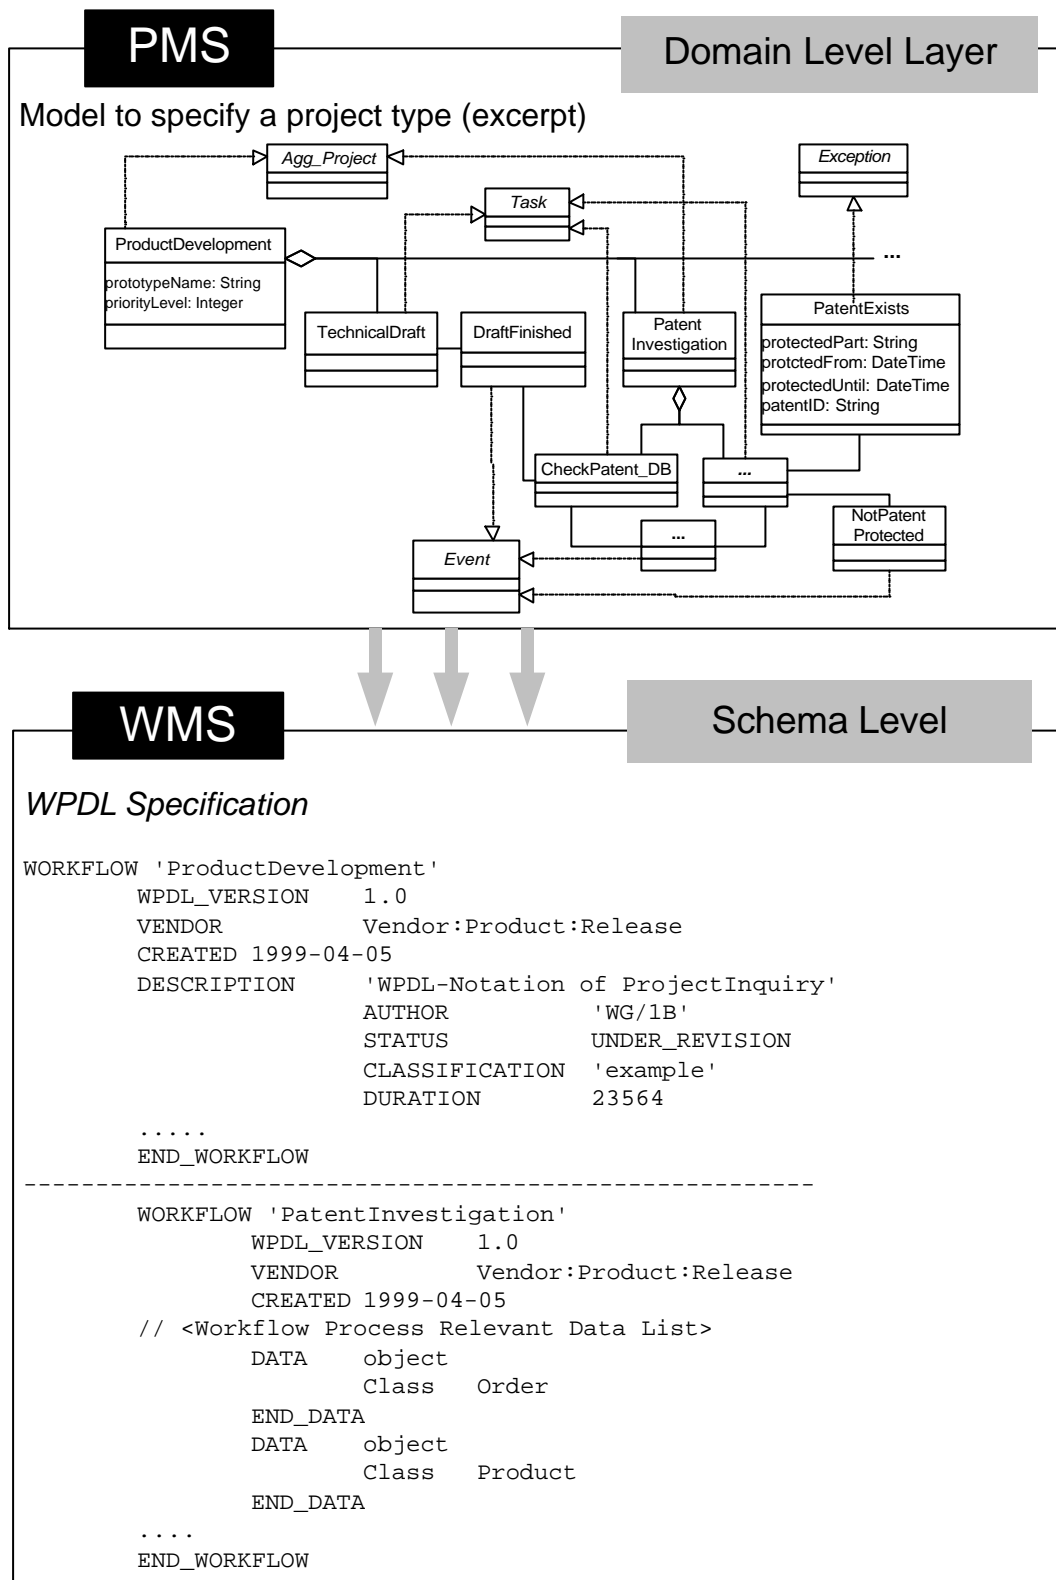 PMS
Domain Level Layer
Model to specify a project type (excerpt)
Agg_Project
Exception
Task
ProductDevelopment
prototypeName: String
priorityLevel: Integer
...
TechnicalDraft
DraftFinished
Patent
Investigation
PatentExists
protectedPart: String
protctedFrom: DateTime
protectedUntil: DateTime
patentID: String
CheckPatent_DB
...
NotPatent
Protected
...
Event
WMS
Schema Level
WPDL Specification
WORKFLOW 'ProductDevelopment'
WPDL_VERSION 1.0
VENDOR Vendor:Product:Release
CREATED 1999-04-05
DESCRIPTION 'WPDL-Notation of ProjectInquiry'
AUTHOR 'WG/1B'
STATUS UNDER_REVISION
CLASSIFICATION 'example'
DURATION 23564
.....
END_WORKFLOW
-------------------------------------------------------
WORKFLOW 'PatentInvestigation'
WPDL_VERSION 1.0
VENDOR Vendor:Product:Release
CREATED 1999-04-05
// <Workflow Process Relevant Data List>
DATA object
Class Order
END_DATA
DATA object
Class Product
END_DATA
....
END_WORKFLOW